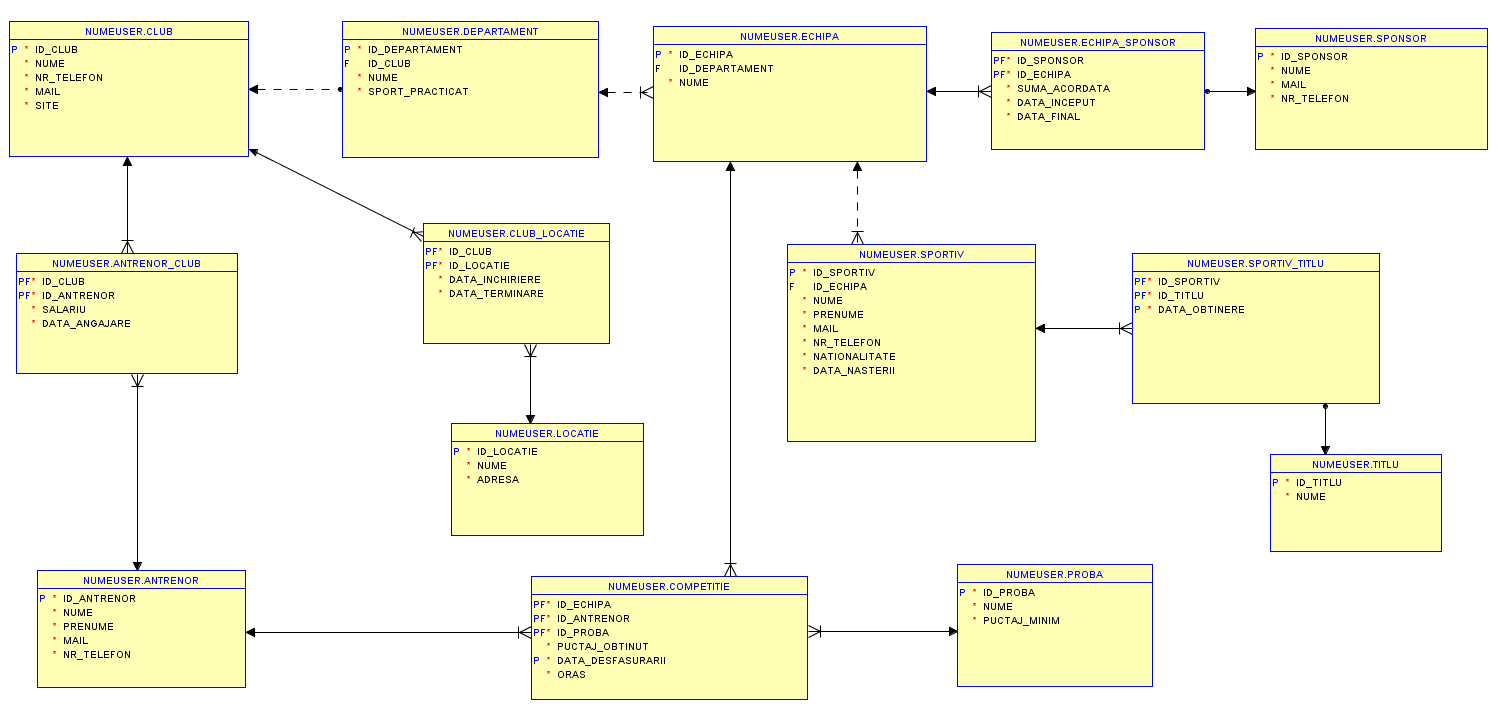 NUMEUSER.CLUB
P * ID_CLUB
* NUME
* NR_TELEFON
* MAIL
* SITE
NUMEUSER.DEPARTAMENT
P * ID_DEPARTAMENT
F ID_CLUB
* NUME
* SPORT_PRACTICAT
NUMEUSER.ECHIPA
P * ID_ECHIPA
F ID_DEPARTAMENT
* NUME
NUMEUSER.ECHIPA_SPONSOR
PF* ID_SPONSOR
PF* ID_ECHIPA
* SUMA_ACORDATA
* DATA_INCEPUT
* DATA_FINAL
NUMEUSER.SPONSOR
P * ID_SPONSOR
* NUME
* MAIL
* NR_TELEFON
NUMEUSER.ANTRENOR_CLUB
PF* ID_CLUB
PF* ID_ANTRENOR
* SALARIU
* DATA_ANGAJARE
NUMEUSER.CLUB_LOCATIE
PF* ID_CLUB
PF* ID_LOCATIE
* DATA_INCHIRIERE
* DATA_TERMINARE
NUMEUSER.SPORTIV
P * ID_SPORTIV
F ID_ECHIPA
* NUME
* PRENUME
* MAIL
* NR_TELEFON
* NATIONALITATE
* DATA_NASTERII
NUMEUSER.SPORTIV_TITLU
PF* ID_SPORTIV
PF* ID_TITLU
P * DATA_OBTINERE
NUMEUSER.LOCATIE
P * ID_LOCATIE
* NUME
* ADRESA
NUMEUSER.TITLU
P * ID_TITLU
* NUME
NUMEUSER.ANTRENOR
P * ID_ANTRENOR
* NUME
* PRENUME
* MAIL
* NR_TELEFON
NUMEUSER.COMPETITIE
PF* ID_ECHIPA
PF* ID_ANTRENOR
PF* ID_PROBA
* PUCTAJ_OBTINUT
P * DATA_DESFASURARII
* ORAS
NUMEUSER.PROBA
P * ID_PROBA
* NUME
* PUCTAJ_MINIM